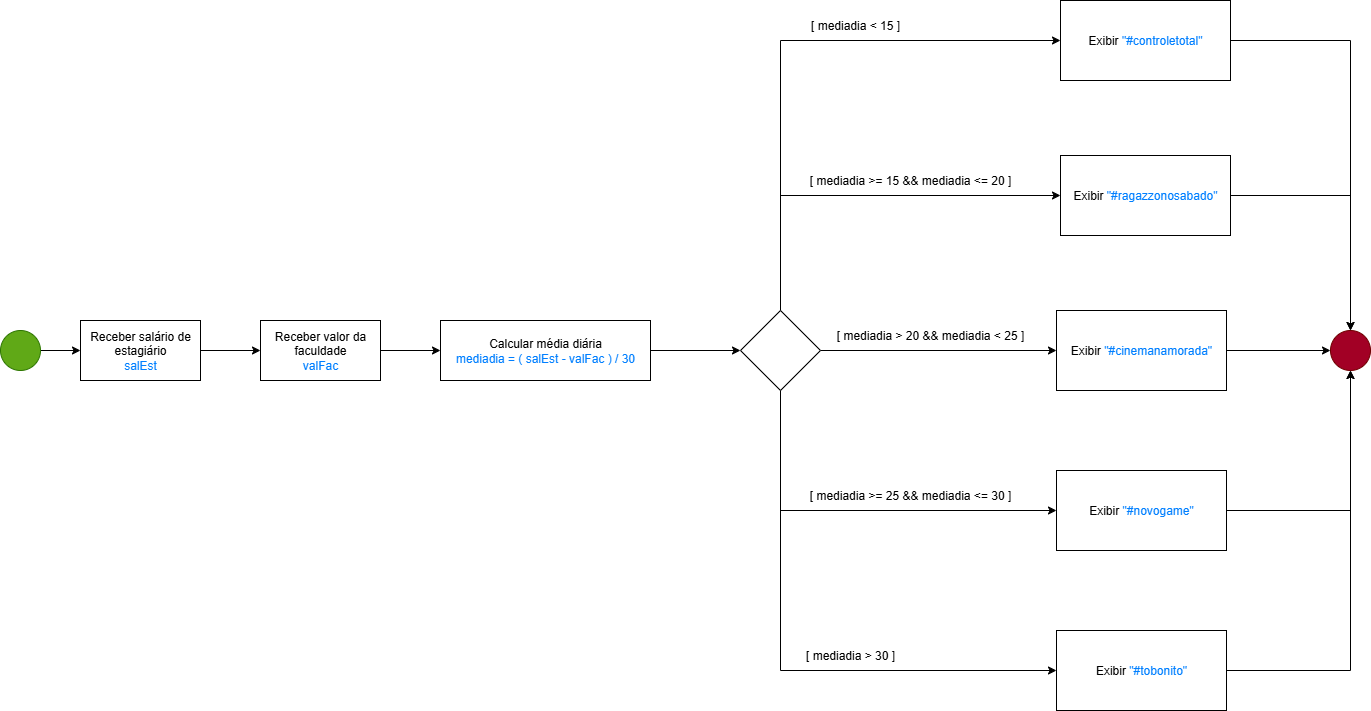 [ mediadia < 15 ]
Exibir "#controletotal"
[ mediadia >= 15 && mediadia <= 20 ]
Exibir "#ragazzonosabado"
Receber salário de
estagiário
salEst
Receber valor da
faculdade
valFac
Calcular média diária
mediadia = ( salEst - valFac ) / 30
[ mediadia > 20 && mediadia < 25 ]
Exibir "#cinemanamorada"
[ mediadia >= 25 && mediadia <= 30 ]
Exibir "#novogame"
[ mediadia > 30 ]
Exibir "#tobonito"